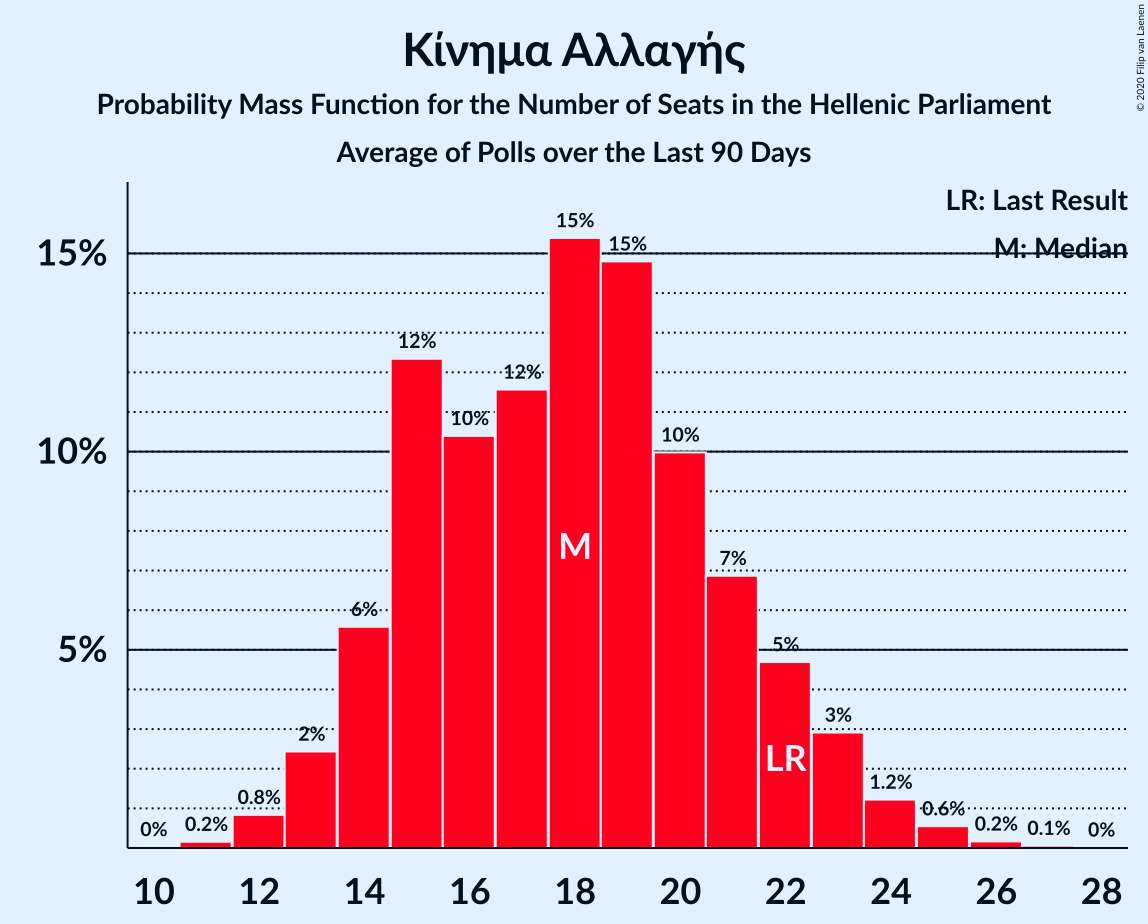 Κίνημα Αλλαγής
Probability Mass Function for the Number of Seats in the Hellenic Parliament
Average of Polls over the Last 90 Days
© 2020 Filip van Laenen
LR: Last Result
M: Median
15%
10%
5%
0%
0.2%
0.8%
2%
6%
12%
10%
12%
15%
15%
10%
7%
5%
3%
1.2%
0.6%
0.2%
0.1%
0%
M
LR
10 12 14 16 18 20 22 24 26 28